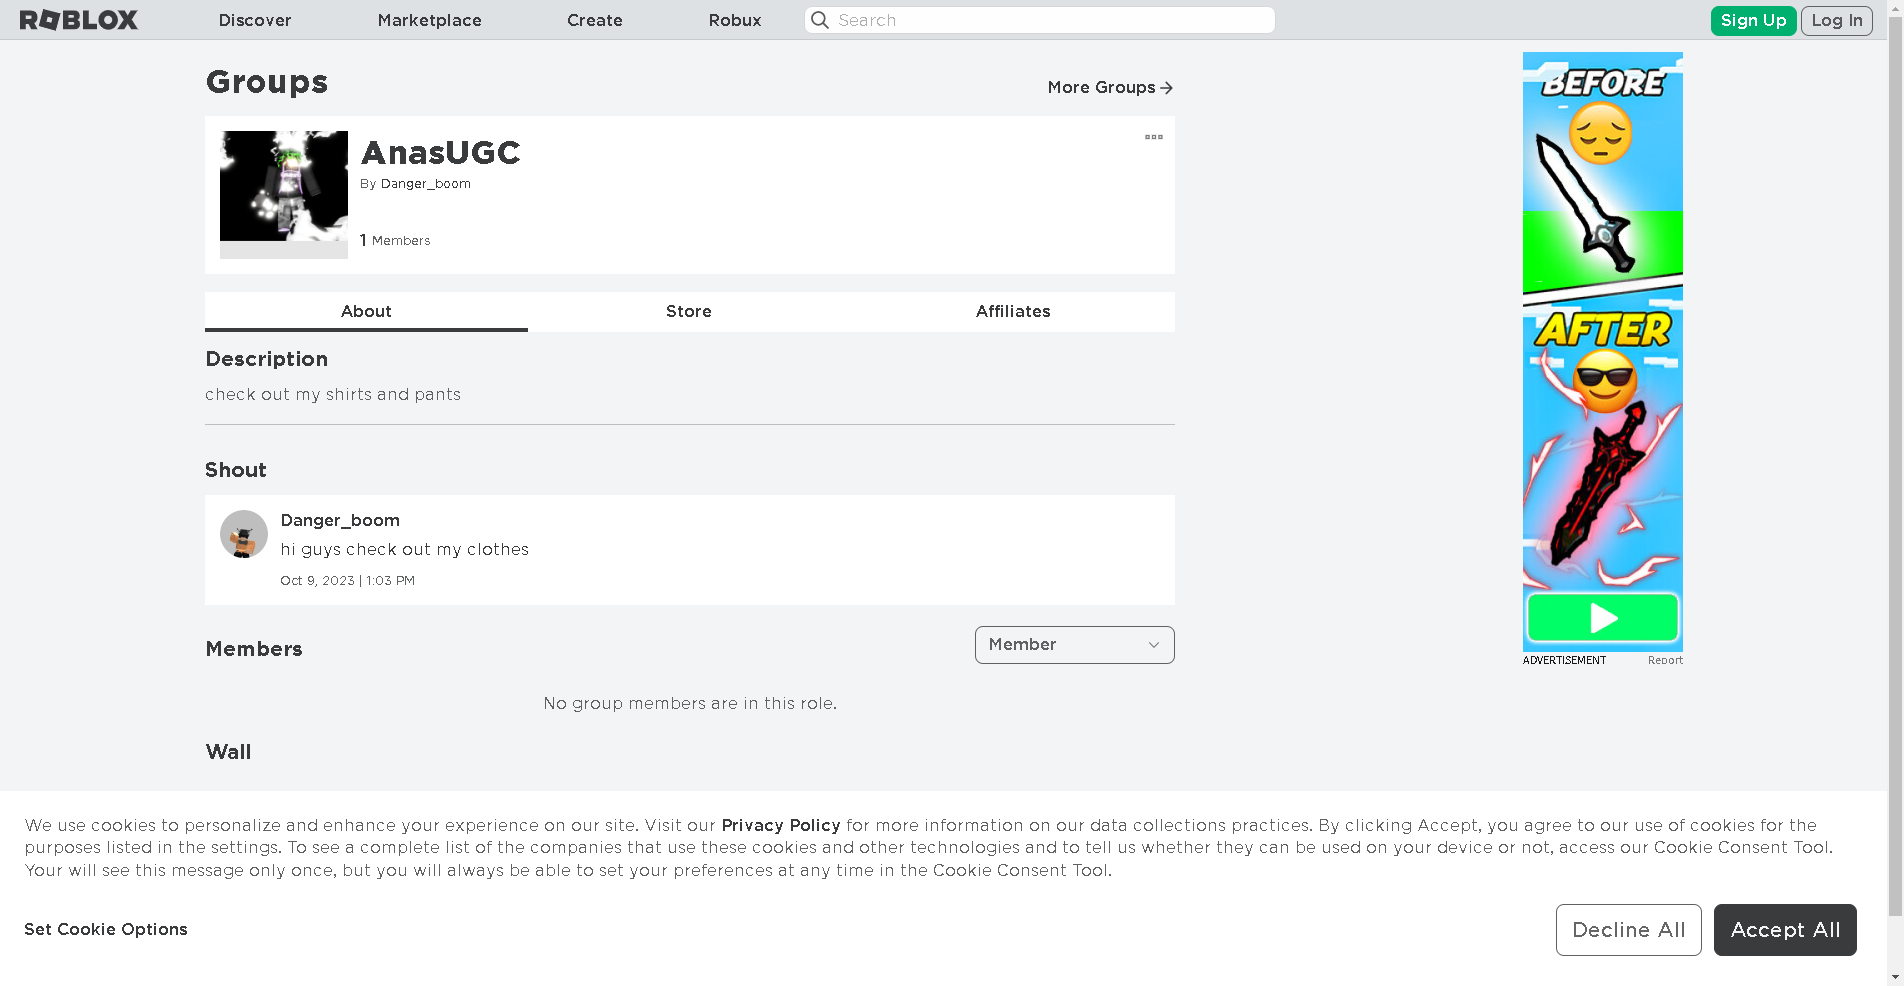 ROBLOX Discover Marketplace Create Robux Search Sign Up Log In
Groups
More Groups
AnasUGC
By Danger_boom
1 Members
About Store Affiliates
Description
check out my shirts and pants
Shout
Danger_boom
hi guys check out my clothes
Oct 9, 2023 | 1:03 PM
Members
Member
No group members are in this role.
Wall
BEFORE
AFTER
ADVERTISEMENT Report
We use cookies to personalize and enhance your experience on our site. Visit our Privacy Policy for more information on our data collections practices. By clicking Accept, you agree to our use of cookies for the
purposes listed in the settings. To see a complete list of the companies that use these cookies and other technologies and to tell us whether they can be used on your device or not, access our Cookie Consent Tool.
Your will see this message only once, but you will always be able to set your preferences at any time in the Cookie Consent Tool.
Set Cookie Options
Decline All
Accept All